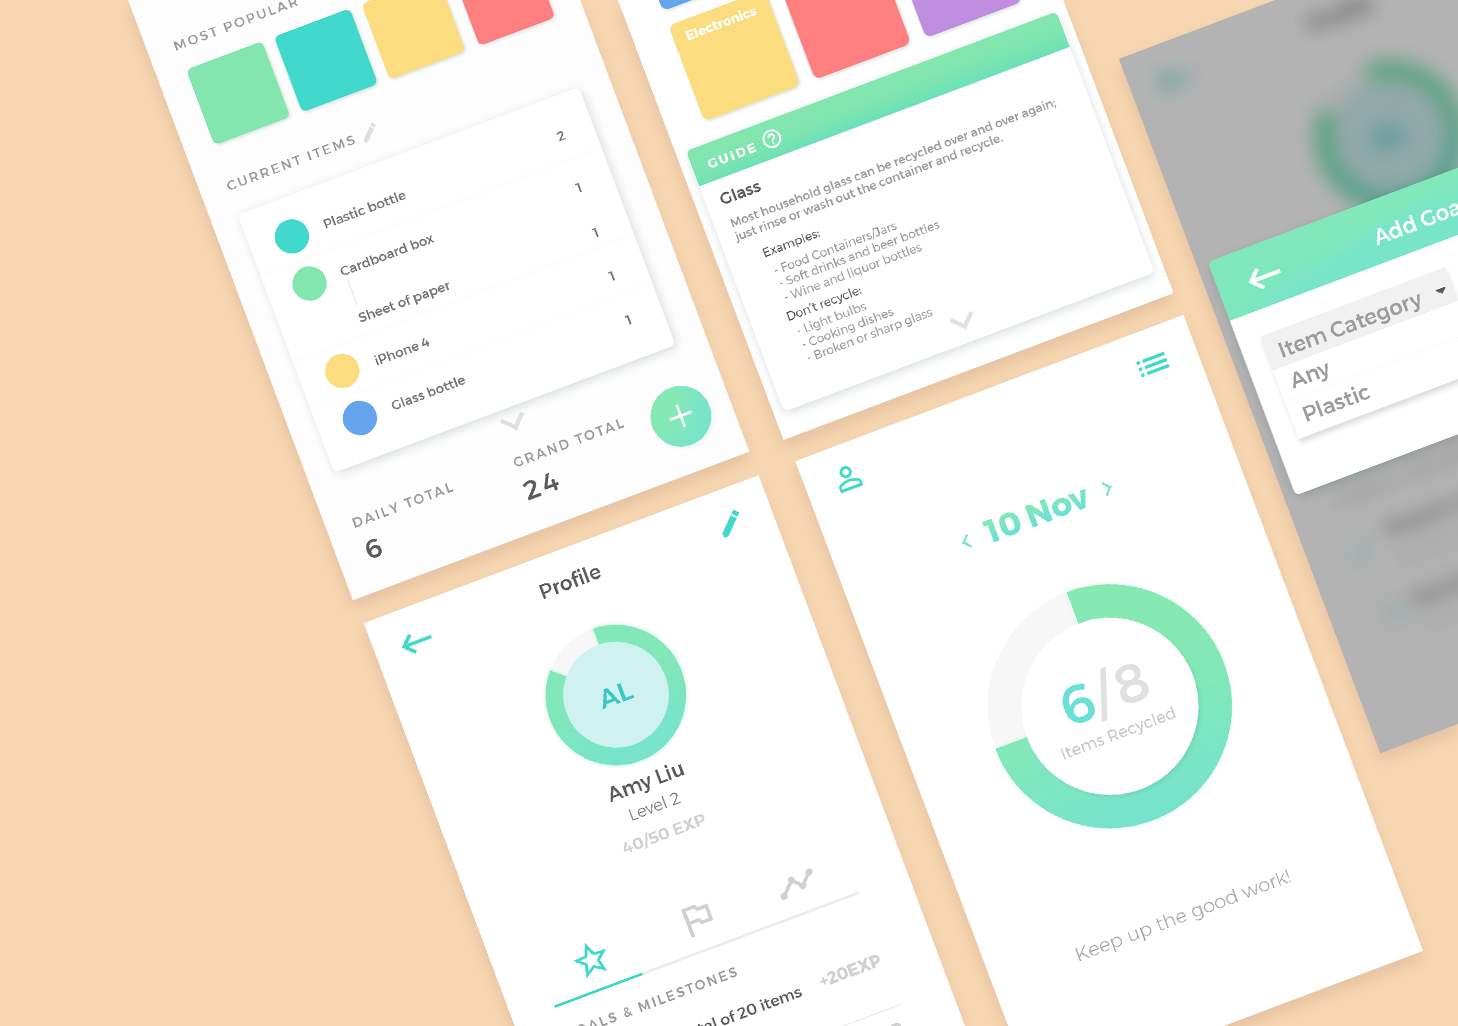 MOST POPULAR
CURRENT ITEMS
Plastic bottle 2
Cardboard box 1
Sheet of paper 1
iPhone 4 1
Glass bottle 1
DAILY TOTAL
6
GRAND TOTAL
24
Electronics
GUIDE
Glass
Most household glass can be recycled over and over again;
just rinse or wash out the container and recycle.
Examples:
- Food Containers/Jars
- Soft drinks and beer bottles
- Wine and liquor bottles
Don't recycle:
- Light bulbs
- Cooking dishes
- Broken or sharp glass
Add Goa
Item Category
Any
Plastic
Profile
AL
Amy Liu
Level 2
40/50 EXP
ALS & MILESTONES
tal of 20 items +20EXP
< 10 Nov >
6/8
Items Recycled
Keep up the good work!